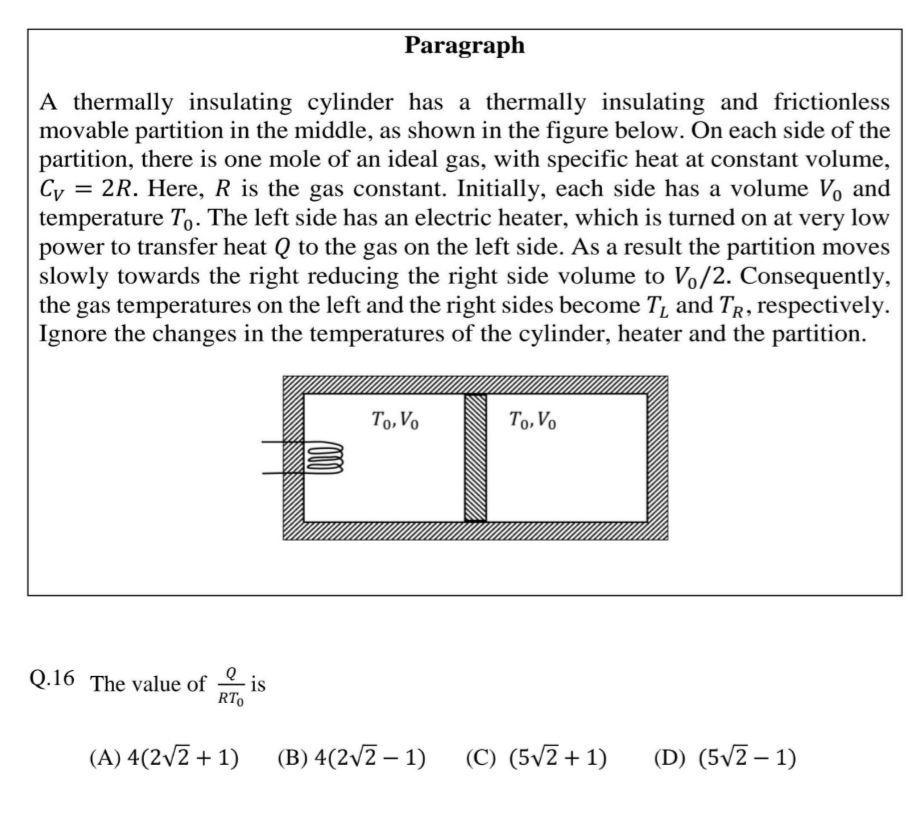 Paragraph
A thermally insulating cylinder has a thermally insulating and frictionless
movable partition in the middle, as shown in the figure below. On each side of the
partition, there is one mole of an ideal gas, with specific heat at constant volume,
C_V = 2R. Here, R is the gas constant. Initially, each side has a volume V_0 and
temperature T_0. The left side has an electric heater, which is turned on at very low
power to transfer heat Q to the gas on the left side. As a result the partition moves
slowly towards the right reducing the right side volume to V_0/2. Consequently,
the gas temperatures on the left and the right sides become T_L and T_R, respectively.
Ignore the changes in the temperatures of the cylinder, heater and the partition.
T_0, V_0 T_0, V_0
Q.16 The value of Q/RT_0 is
(A) 4(2√2 + 1) (B) 4(2√2 − 1) (C) (5√2 + 1) (D) (5√2 − 1)